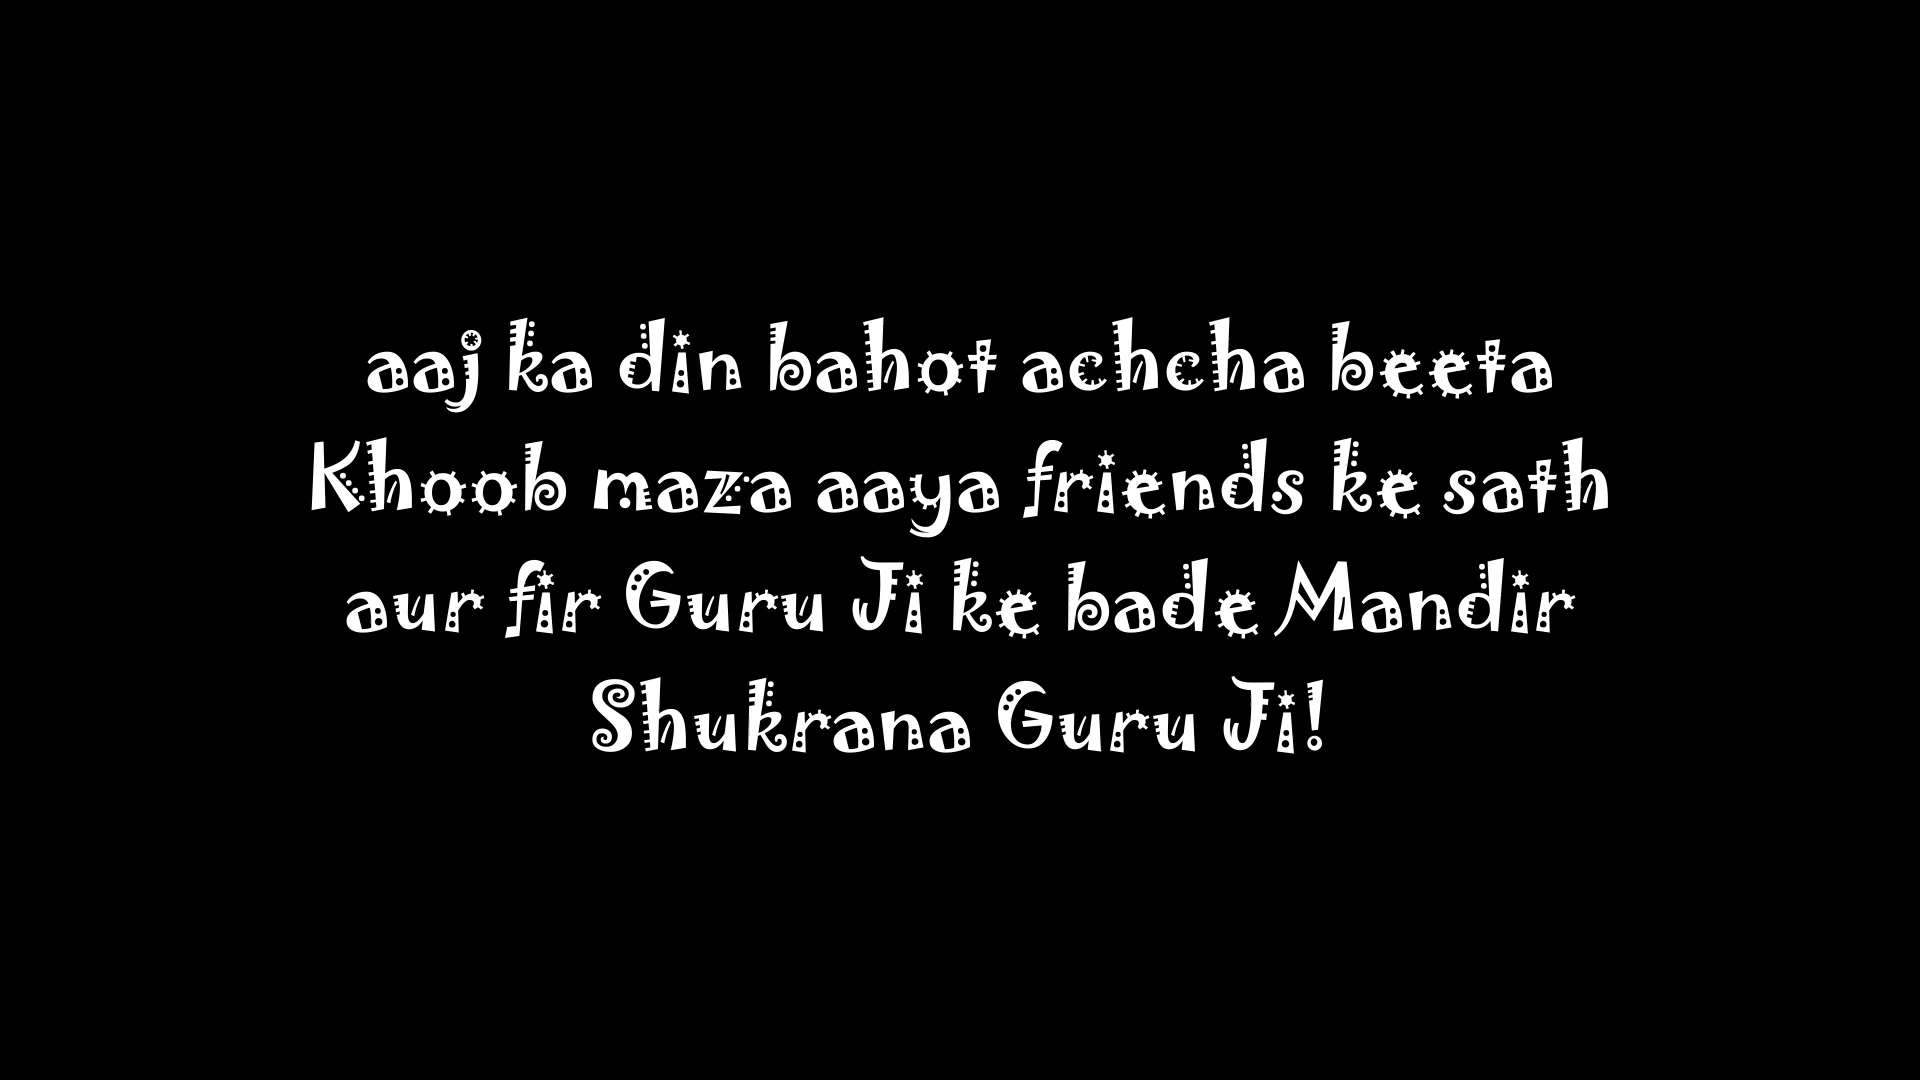 aaj ka din bahot achcha beeta
Khoob maza aaya friends ke sath
aur fir Guru Ji ke bade Mandir
Shukrana Guru Ji!